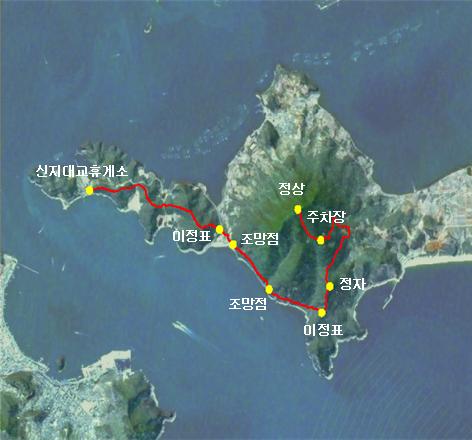 신지대교휴게소
정상
주차장
이정표
조망점
조망점
정자
이정표